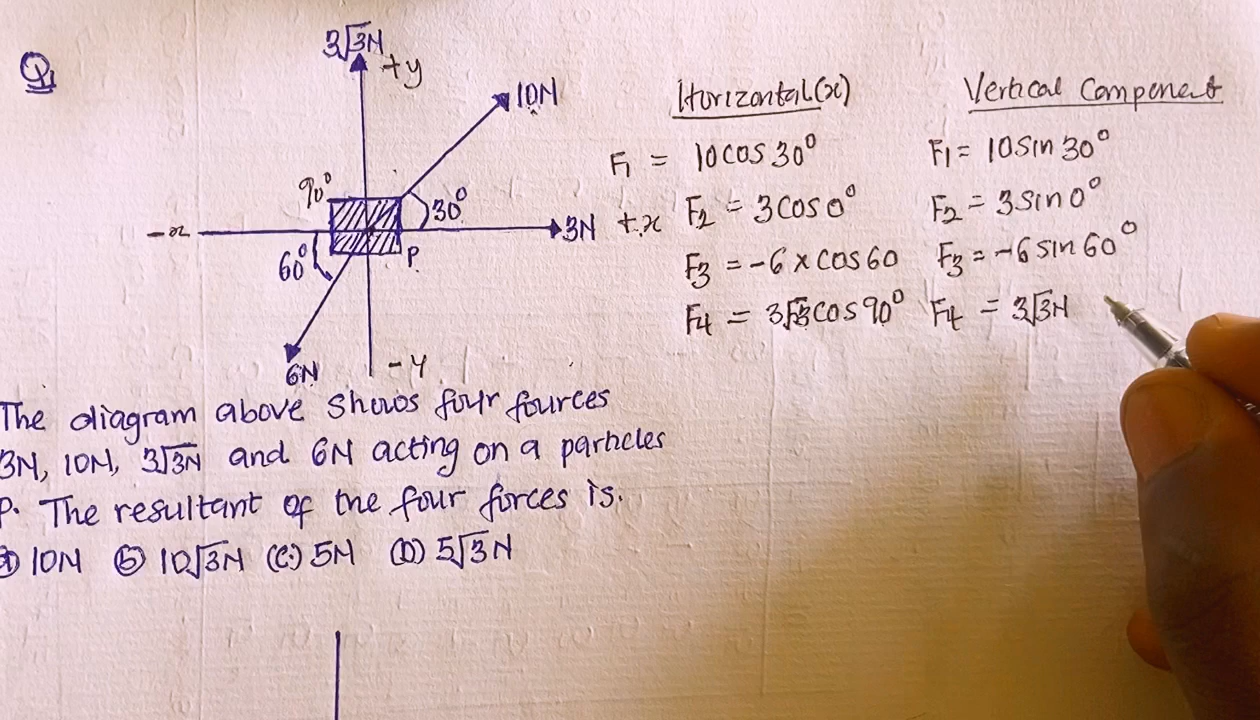 Q1
3√3N
+y
10N
90°
30°
-x
3N +x
60°
P
6N
-y
Horizontal(x)
F1 = 10cos30°
F2 = 3cos0°
F3 = -6×cos60
F4 = 3√3cos90°
Vertical Component
F1 = 10sin30°
F2 = 3sin0°
F3 = -6sin60°
F4 = 3√3N
The diagram above shows four fources
3N, 10N, 3√3N and 6N acting on a particles
P. The resultant of the four forces is.
(a) 10N (b) 10√3N (c) 5N (D) 5√3N